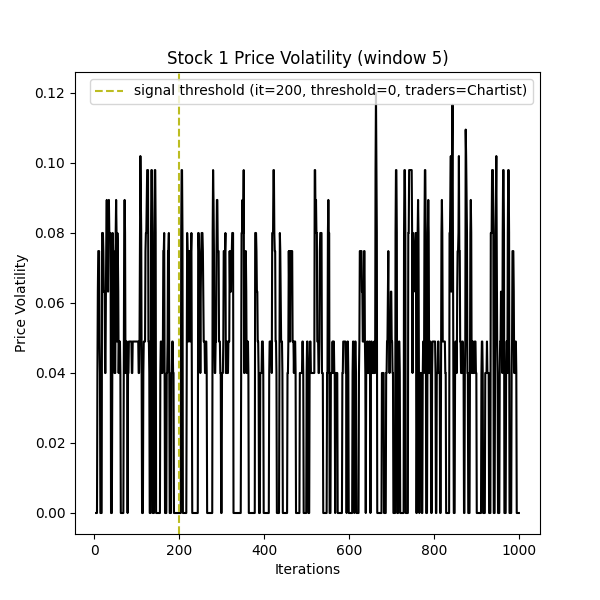 Stock 1 Price Volatility (window 5)
signal threshold (it=200, threshold=0, traders=Chartist)
0.12
0.10
0.08
0.06
0.04
0.02
0.00
Price Volatility
0 200 400 600 800 1000
Iterations